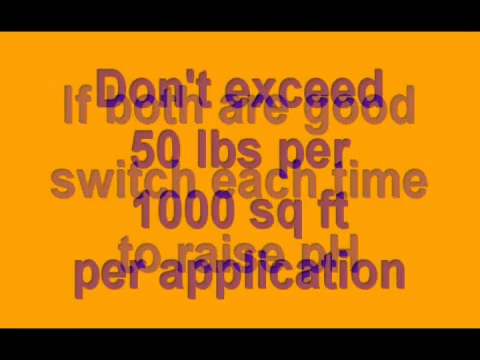 Don't exceed
50 lbs per
1000 sq ft
per application
If both are good
switch each time
to raise pH